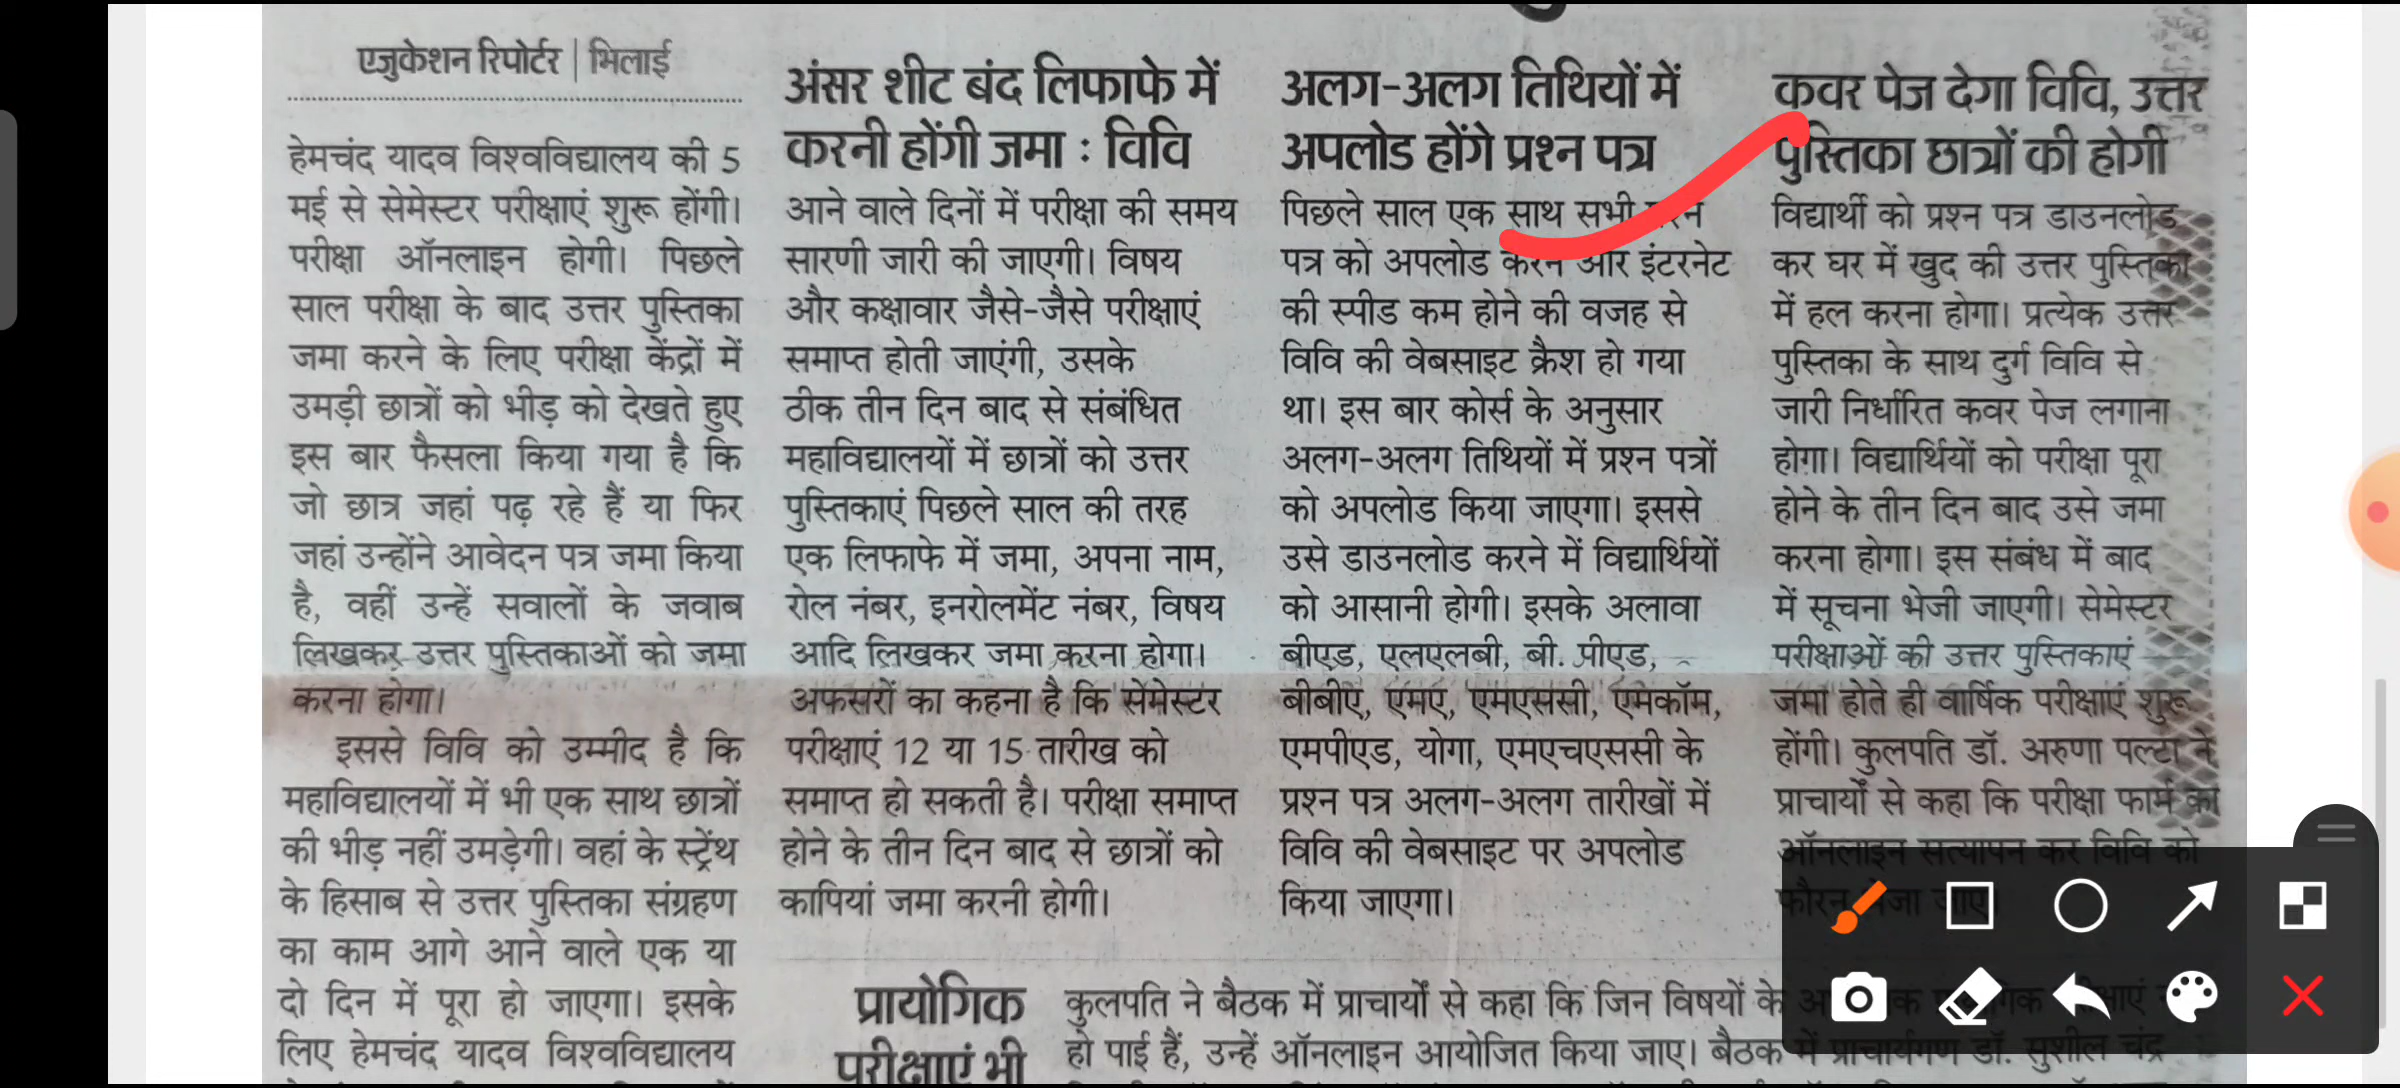 एजुकेशन रिपोर्टर | भिलाई
हेमचंद यादव विश्वविद्यालय की 5
मई से सेमेस्टर परीक्षाएं शुरू होंगी।
परीक्षा ऑनलाइन होगी। पिछले
साल परीक्षा के बाद उत्तर पुस्तिका
जमा करने के लिए परीक्षा केंद्रों में
उमड़ी छात्रों को भीड़ को देखते हुए
इस बार फैसला किया गया है कि
जो छात्र जहां पढ़ रहे हैं या फिर
जहां उन्होंने आवेदन पत्र जमा किया
है, वहीं उन्हें सवालों के जवाब
लिखकर उत्तर पुस्तिकाओं को जमा
करना होगा।
इससे विवि को उम्मीद है कि
महाविद्यालयों में भी एक साथ छात्रों
की भीड़ नहीं उमड़ेगी। वहां के स्ट्रेंथ
के हिसाब से उत्तर पुस्तिका संग्रहण
का काम आगे आने वाले एक या
दो दिन में पूरा हो जाएगा। इसके
लिए हेमचंद यादव विश्वविद्यालय
अंसर शीट बंद लिफाफे में
करनी होंगी जमा : विवि
आने वाले दिनों में परीक्षा की समय
सारणी जारी की जाएगी। विषय
और कक्षावार जैसे-जैसे परीक्षाएं
समाप्त होती जाएंगी, उसके
ठीक तीन दिन बाद से संबंधित
महाविद्यालयों में छात्रों को उत्तर
पुस्तिकाएं पिछले साल की तरह
एक लिफाफे में जमा, अपना नाम,
रोल नंबर, इनरोलमेंट नंबर, विषय
आदि लिखकर जमा करना होगा।
अफसरों का कहना है कि सेमेस्टर
परीक्षाएं 12 या 15 तारीख को
समाप्त हो सकती है। परीक्षा समाप्त
होने के तीन दिन बाद से छात्रों को
कापियां जमा करनी होगी।
अलग-अलग तिथियों में
अपलोड होंगे प्रश्न पत्र
पिछले साल एक साथ सभी
पत्र को अपलोड करने और इंटरनेट
की स्पीड कम होने की वजह से
विवि की वेबसाइट क्रैश हो गया
था। इस बार कोर्स के अनुसार
अलग-अलग तिथियों में प्रश्न पत्रों
को अपलोड किया जाएगा। इससे
उसे डाउनलोड करने में विद्यार्थियों
को आसानी होगी। इसके अलावा
बीएड, एलएलबी, बी. पीएड,
बीबीए, एमए, एमएससी, एमकॉम,
एमपीएड, योगा, एमएचएससी के
प्रश्न पत्र अलग-अलग तारीखों में
विवि की वेबसाइट पर अपलोड
किया जाएगा।
कवर पेज देगा विवि, उत्तर
पुस्तिका छात्रों की होगी
विद्यार्थी को प्रश्न पत्र डाउनलोड
कर घर में खुद की उत्तर पुस्तिका
में हल करना होगा। प्रत्येक उत्तर
पुस्तिका के साथ दुर्ग विवि से
जारी निर्धारित कवर पेज लगाना
होगा। विद्यार्थियों को परीक्षा पूरा
होने के तीन दिन बाद उसे जमा
करना होगा। इस संबंध में बाद
में सूचना भेजी जाएगी। सेमेस्टर
परीक्षाओं की उत्तर पुस्तिकाएं
जमा होते ही वार्षिक परीक्षाएं शुरू
होंगी। कुलपति डॉ. अरुणा पल्टा ने
प्राचार्यों से कहा कि परीक्षा फार्म का
ऑनलाइन सत्यापन कर विवि को
फौरन जाए।
प्रायोगिक
परीक्षाएं भी
कुलपति ने बैठक में प्राचार्यों से कहा कि जिन विषयों के
हो पाई हैं, उन्हें ऑनलाइन आयोजित किया जाए। बैठक में प्राचार्यगण डॉ. सुशील चंद्र